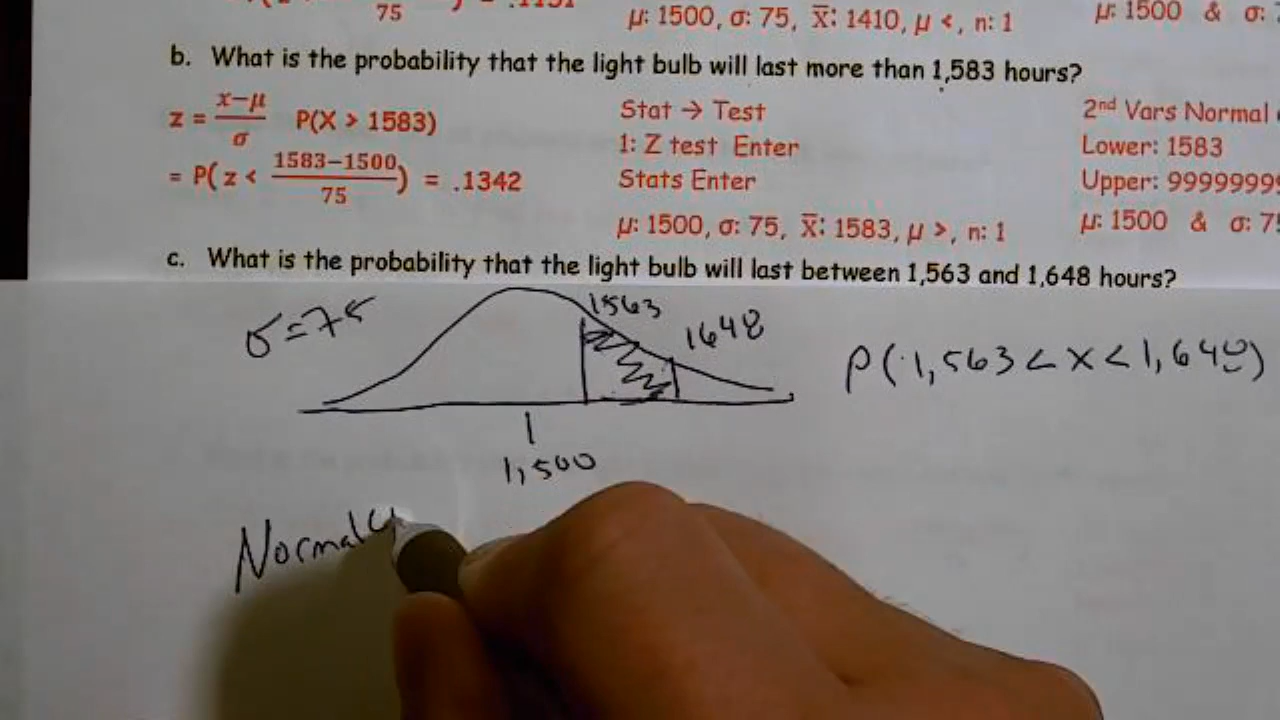 75
μ: 1500, σ: 75, x̅: 1410, μ <, n: 1
μ: 1500 & σ:
b. What is the probability that the light bulb will last more than 1,583 hours?
z = x−μ / σ P(X > 1583)
Stat → Test
2nd Vars Normal
1: Z test Enter
Lower: 1583
= P( z < 1583−1500 / 75 ) = .1342
Stats Enter
Upper: 9999999
μ: 1500, σ: 75, x̅: 1583, μ >, n: 1
μ: 1500 & σ: 7
c. What is the probability that the light bulb will last between 1,563 and 1,648 hours?
σ=75
1563
1648
P(1,563 < x < 1,648)
1,500
Normalc